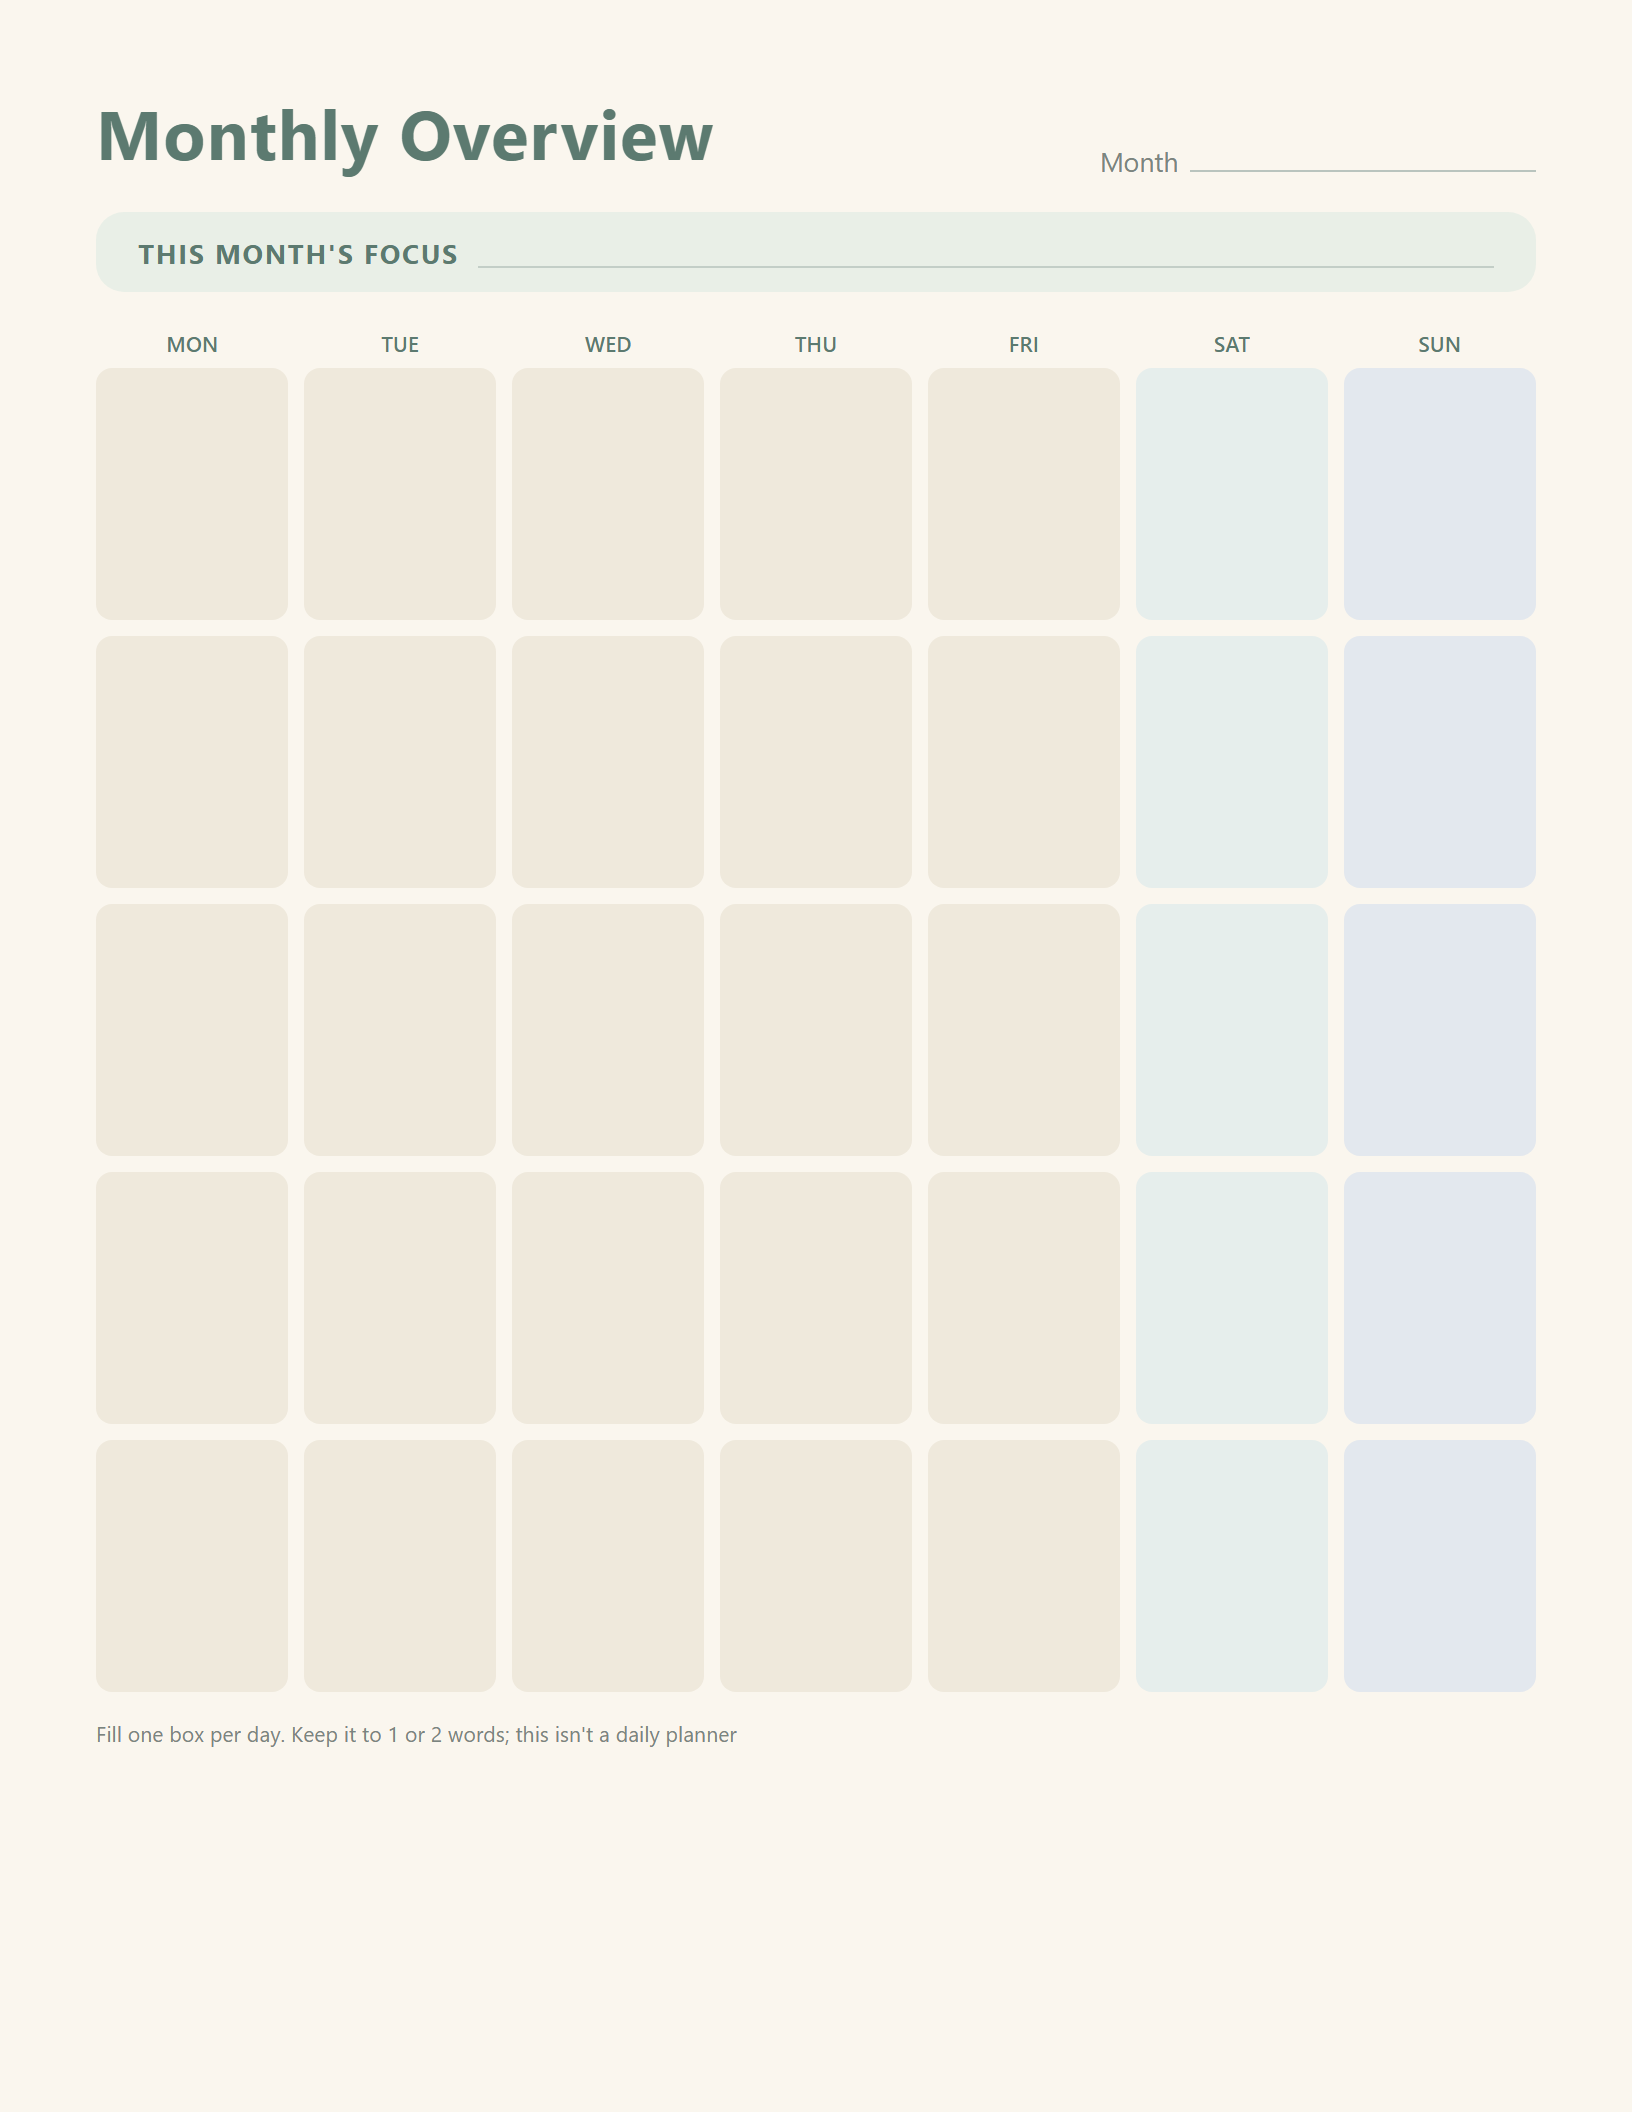 Monthly Overview
Month
THIS MONTH'S FOCUS
MON TUE WED THU FRI SAT SUN
Fill one box per day. Keep it to 1 or 2 words; this isn't a daily planner